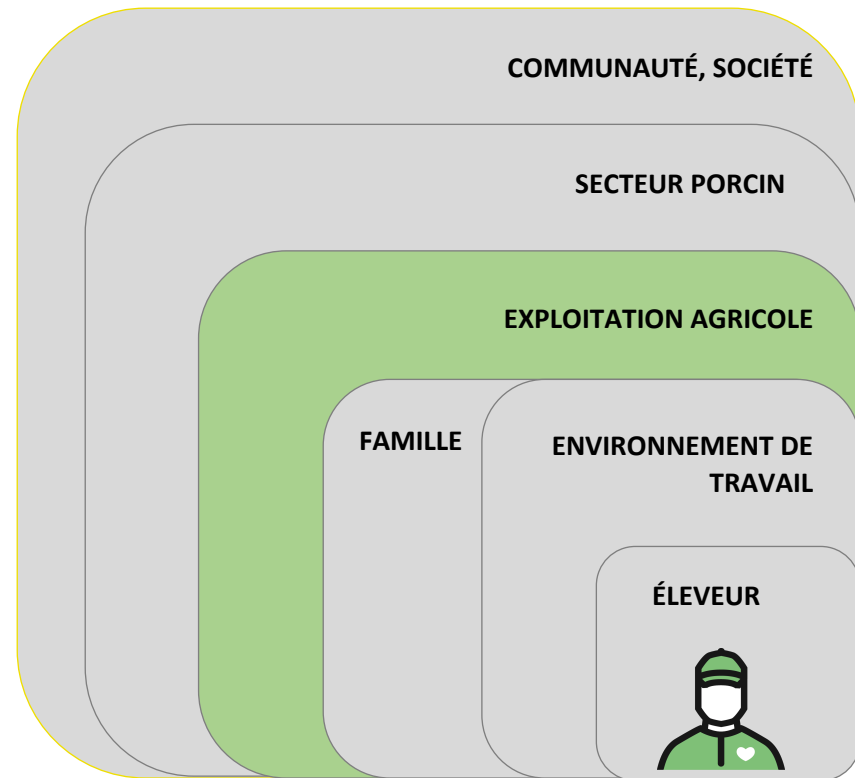 COMMUNAUTÉ, SOCIÉTÉ
SECTEUR PORCIN
EXPLOITATION AGRICOLE
FAMILLE
ENVIRONNEMENT DE
TRAVAIL
ÉLEVEUR